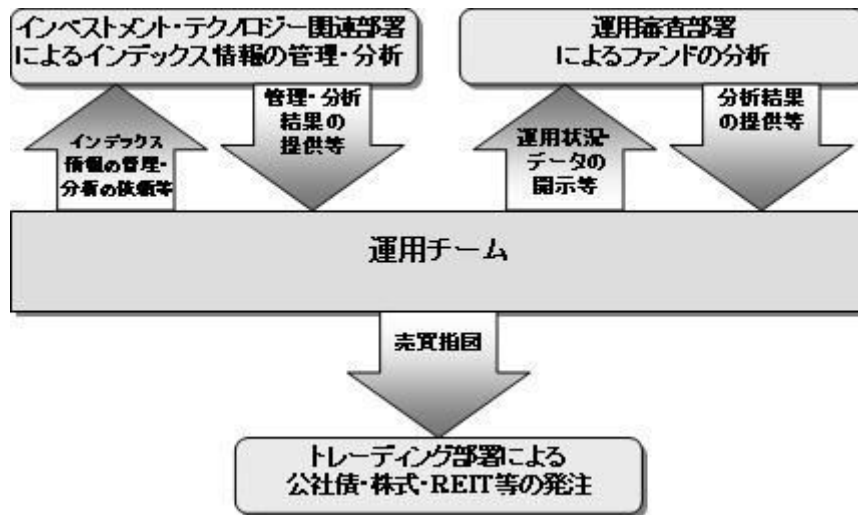 インベストメント・テクノロジー関連部署
によるインデックス情報の管理・分析
運用審査部署
によるファンドの分析
インデックス
情報の管理・
分析の依頼等
管理・分析
結果の
提供等
運用状況・
データの
開示等
分析結果
の提供等
運用チーム
売買指図
トレーディング部署による
公社債・株式・REIT等の発注